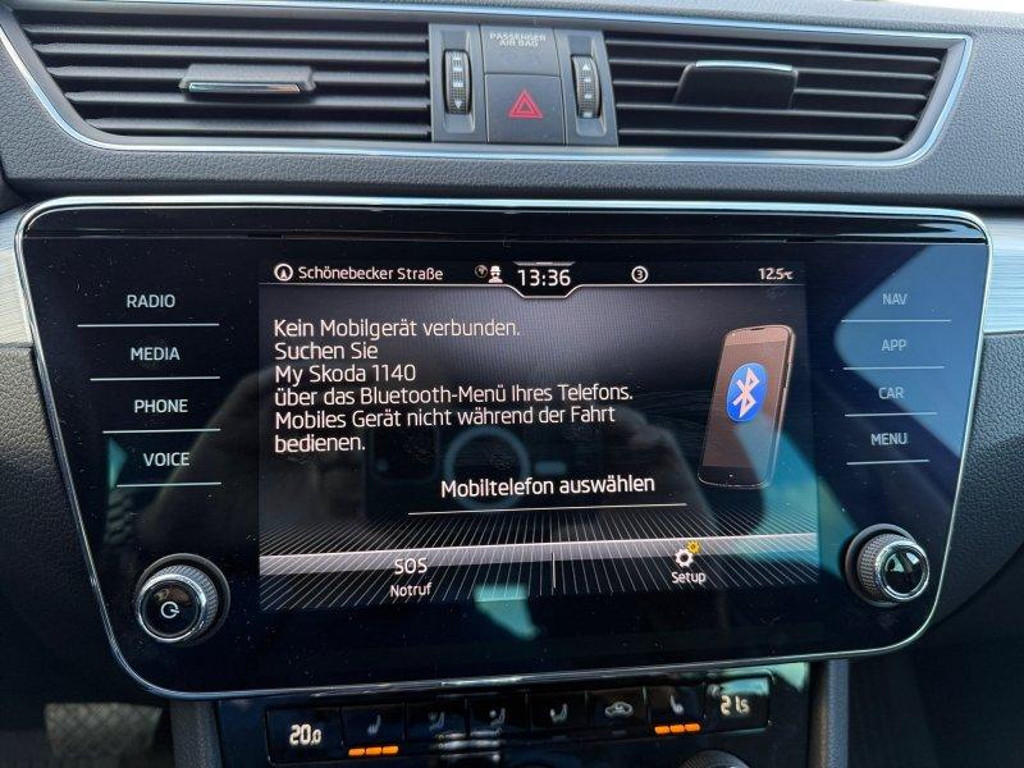 PASSENGER
AIR BAG
Schönebecker Straße
13:36
3
12.5°C
RADIO
MEDIA
PHONE
VOICE
Kein Mobilgerät verbunden.
Suchen Sie
My Skoda 1140
über das Bluetooth-Menü Ihres Telefons.
Mobiles Gerät nicht während der Fahrt
bedienen.
Mobiltelefon auswählen
SOS
Notruf
Setup
NAV
APP
CAR
MENU
20.0